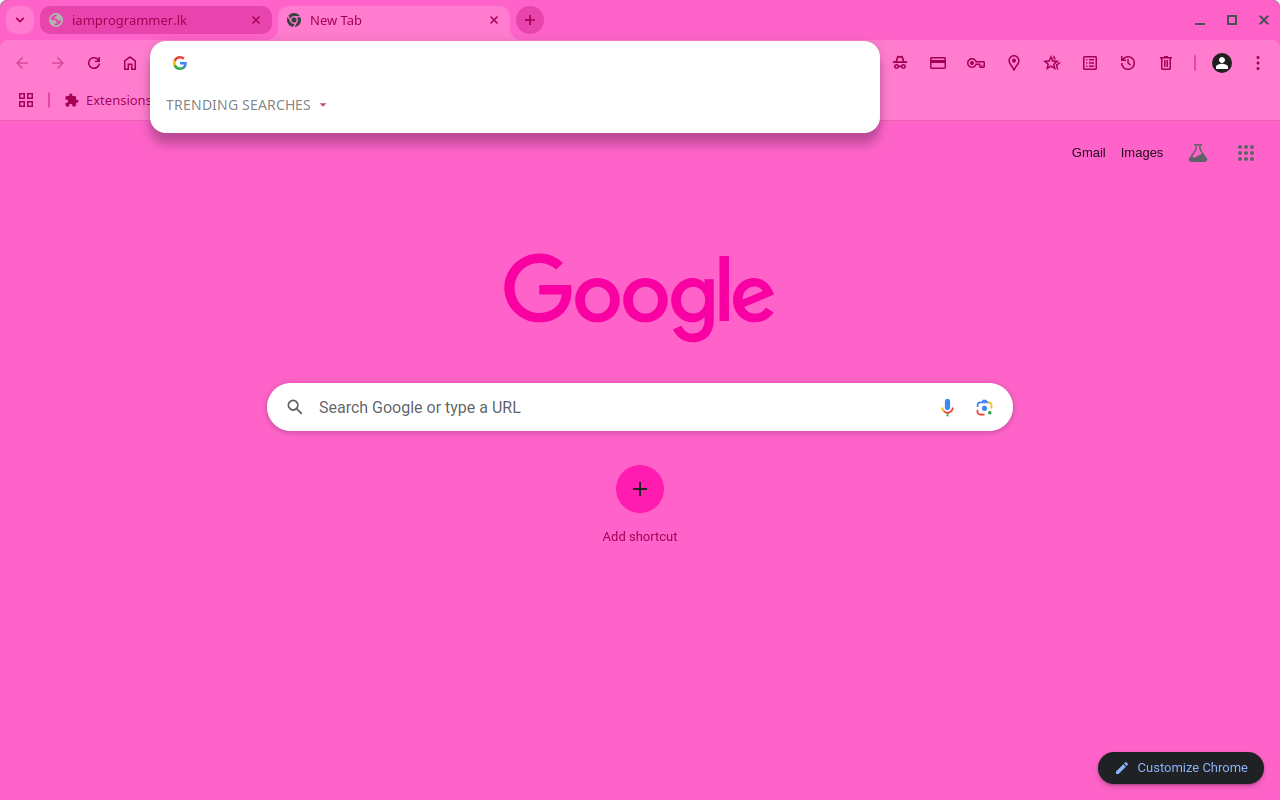 iamprogrammer.lk
New Tab
TRENDING SEARCHES
Extensions
Gmail
Images
Google
Search Google or type a URL
Add shortcut
Customize Chrome